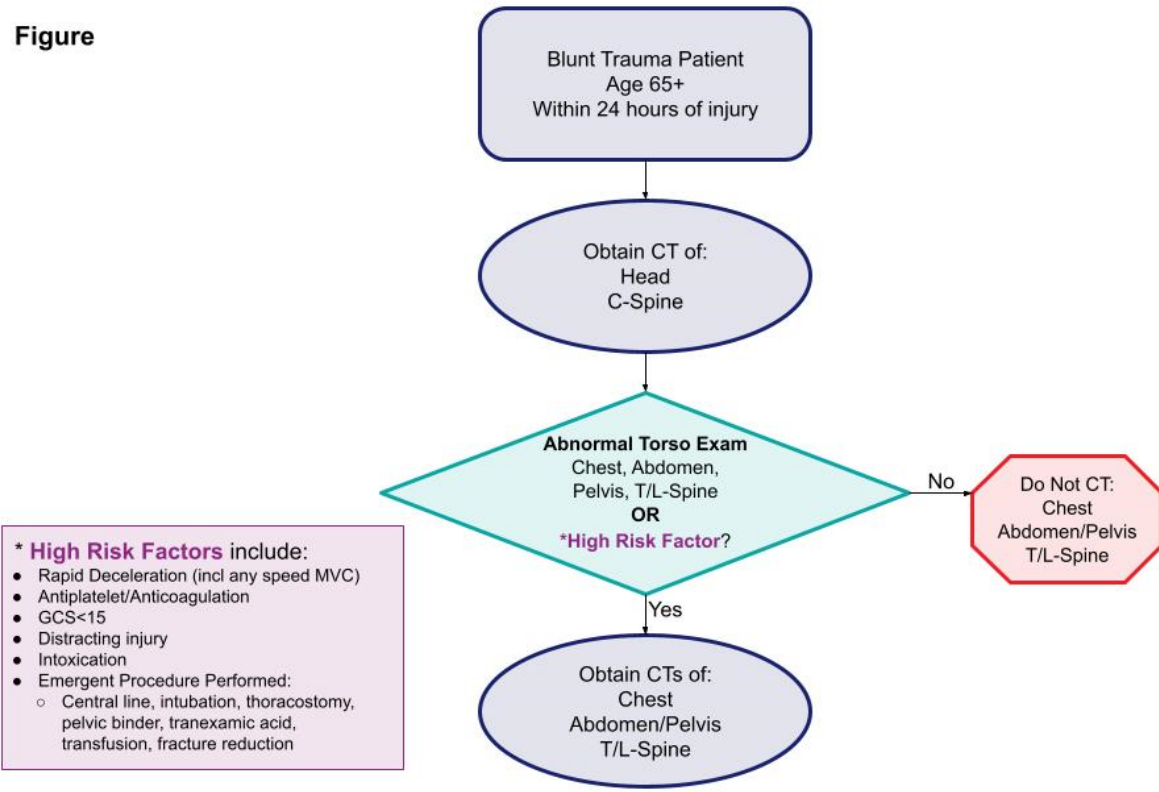 Figure
Blunt Trauma Patient
Age 65+
Within 24 hours of injury
Obtain CT of:
Head
C-Spine
Abnormal Torso Exam
Chest, Abdomen,
Pelvis, T/L-Spine
OR
*High Risk Factor?
No
Do Not CT:
Chest
Abdomen/Pelvis
T/L-Spine
Yes
Obtain CTs of:
Chest
Abdomen/Pelvis
T/L-Spine
* High Risk Factors include:
● Rapid Deceleration (incl any speed MVC)
● Antiplatelet/Anticoagulation
● GCS<15
● Distracting injury
● Intoxication
● Emergent Procedure Performed:
○ Central line, intubation, thoracostomy,
pelvic binder, tranexamic acid,
transfusion, fracture reduction